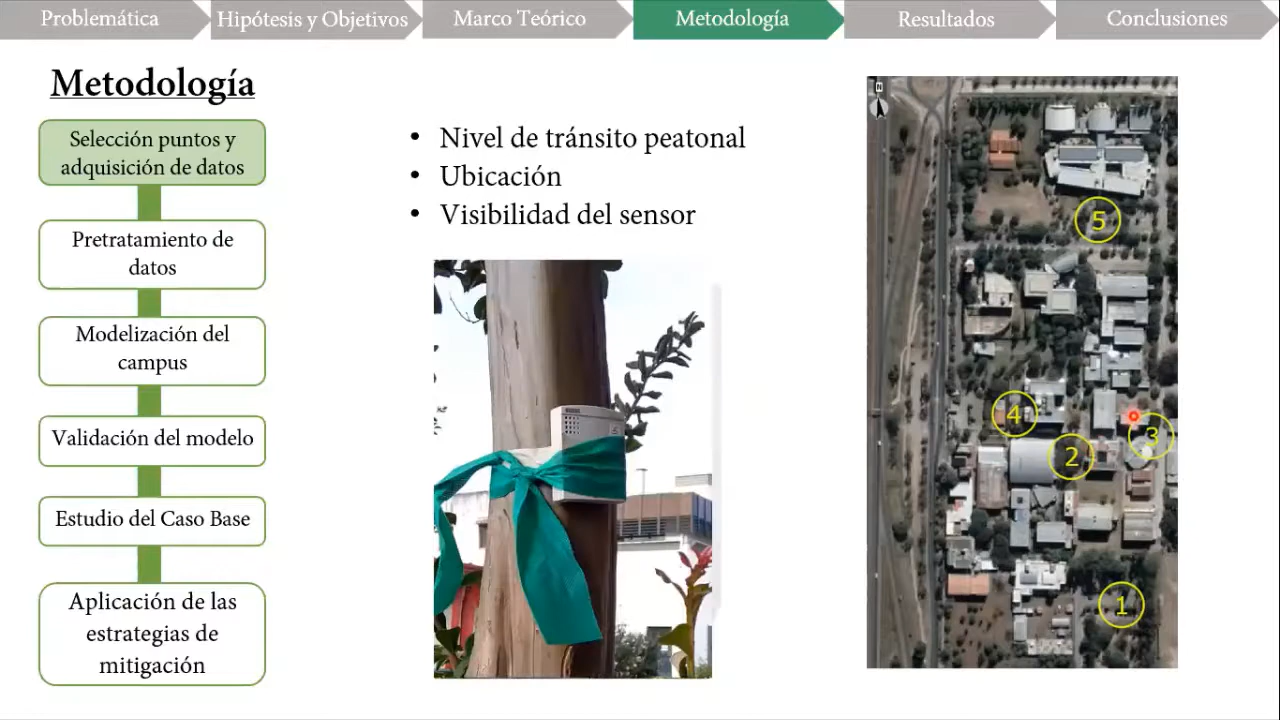 Problemática
Hipótesis y Objetivos
Marco Teórico
Metodología
Resultados
Conclusiones
Metodología
Selección puntos y
adquisición de datos
Pretratamiento de
datos
Modelización del
campus
Validación del modelo
Estudio del Caso Base
Aplicación de las
estrategias de
mitigación
• Nivel de tránsito peatonal
• Ubicación
• Visibilidad del sensor
5
4
3
2
1